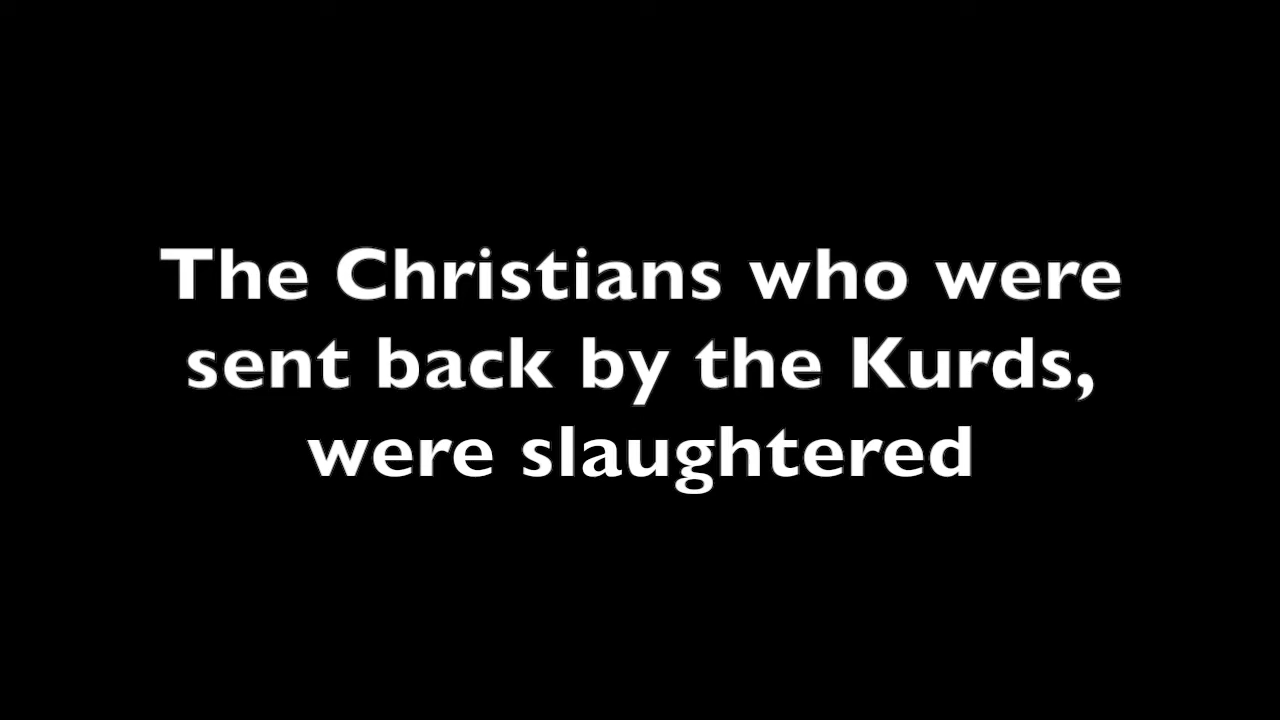 The Christians who were
sent back by the Kurds,
were slaughtered